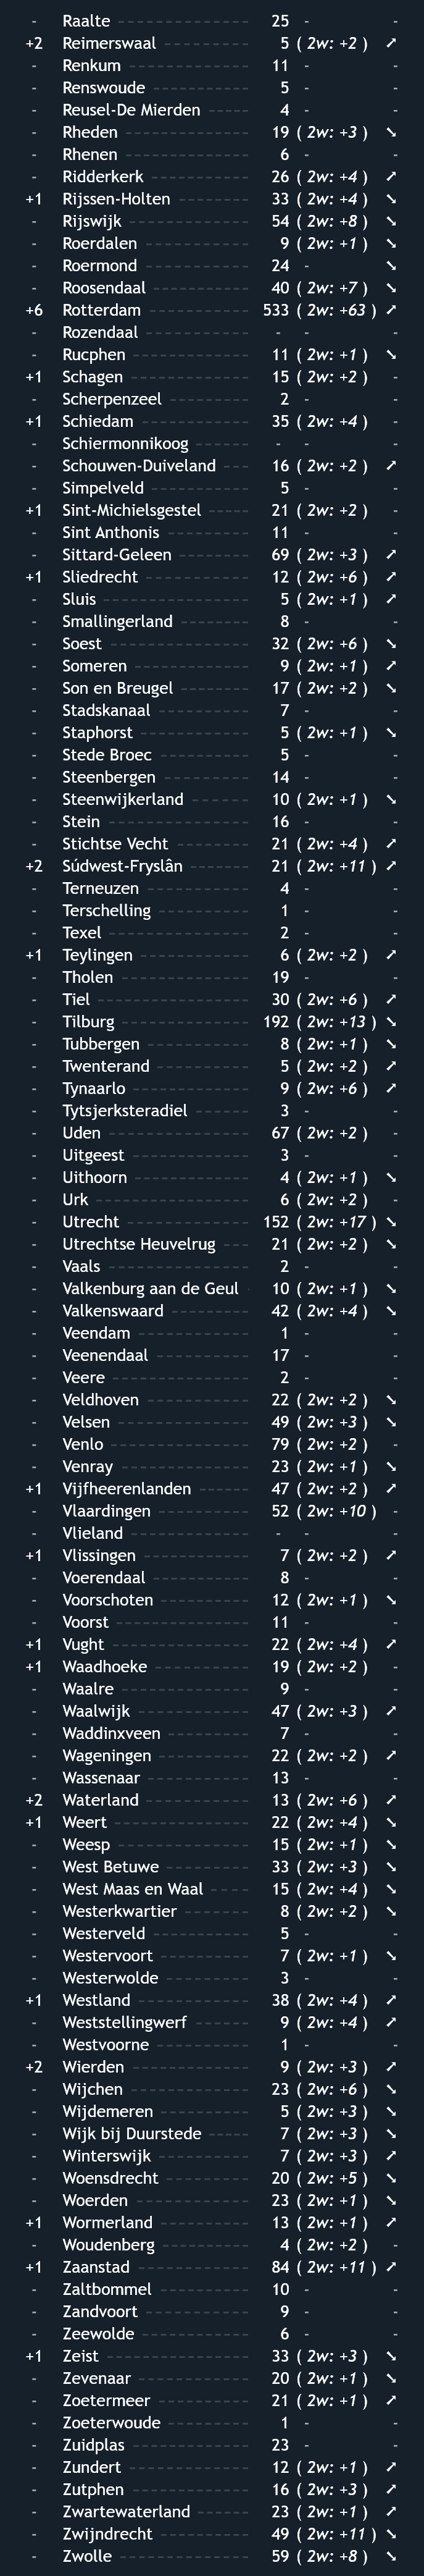 - Raalte 25 - -
+2 Reimerswaal 5 ( 2w: +2 ) ➚
- Renkum 11 - -
- Renswoude 5 - -
- Reusel-De Mierden 4 - -
- Rheden 19 ( 2w: +3 ) ➘
- Rhenen 6 - -
- Ridderkerk 26 ( 2w: +4 ) ➚
+1 Rijssen-Holten 33 ( 2w: +4 ) ➘
- Rijswijk 54 ( 2w: +8 ) ➘
- Roerdalen 9 ( 2w: +1 ) ➘
- Roermond 24 - ➘
- Roosendaal 40 ( 2w: +7 ) ➘
+6 Rotterdam 533 ( 2w: +63 ) ➚
- Rozendaal - - -
- Rucphen 11 ( 2w: +1 ) ➘
+1 Schagen 15 ( 2w: +2 ) -
- Scherpenzeel 2 - -
+1 Schiedam 35 ( 2w: +4 ) -
- Schiermonnikoog - - -
- Schouwen-Duiveland 16 ( 2w: +2 ) ➚
- Simpelveld 5 - -
+1 Sint-Michielsgestel 21 ( 2w: +2 ) -
- Sint Anthonis 11 - -
- Sittard-Geleen 69 ( 2w: +3 ) ➚
+1 Sliedrecht 12 ( 2w: +6 ) ➚
- Sluis 5 ( 2w: +1 ) ➚
- Smallingerland 8 - -
- Soest 32 ( 2w: +6 ) ➘
- Someren 9 ( 2w: +1 ) ➚
- Son en Breugel 17 ( 2w: +2 ) ➘
- Stadskanaal 7 - -
- Staphorst 5 ( 2w: +1 ) ➘
- Stede Broec 5 - -
- Steenbergen 14 - -
- Steenwijkerland 10 ( 2w: +1 ) ➘
- Stein 16 - -
- Stichtse Vecht 21 ( 2w: +4 ) ➚
+2 Súdwest-Fryslân 21 ( 2w: +11 ) ➚
- Terneuzen 4 - -
- Terschelling 1 - -
- Texel 2 - -
+1 Teylingen 6 ( 2w: +2 ) ➚
- Tholen 19 - -
- Tiel 30 ( 2w: +6 ) ➚
- Tilburg 192 ( 2w: +13 ) ➘
- Tubbergen 8 ( 2w: +1 ) ➘
- Twenterand 5 ( 2w: +2 ) ➚
- Tynaarlo 9 ( 2w: +6 ) ➚
- Tytsjerksteradiel 3 - -
- Uden 67 ( 2w: +2 ) -
- Uitgeest 3 - -
- Uithoorn 4 ( 2w: +1 ) ➘
- Urk 6 ( 2w: +2 ) -
- Utrecht 152 ( 2w: +17 ) ➘
- Utrechtse Heuvelrug 21 ( 2w: +2 ) ➘
- Vaals 2 - -
- Valkenburg aan de Geul 10 ( 2w: +1 ) ➘
- Valkenswaard 42 ( 2w: +4 ) ➘
- Veendam 1 - -
- Veenendaal 17 - -
- Veere 2 - -
- Veldhoven 22 ( 2w: +2 ) ➘
- Velsen 49 ( 2w: +3 ) ➘
- Venlo 79 ( 2w: +2 ) -
- Venray 23 ( 2w: +1 ) ➘
+1 Vijfheerenlanden 47 ( 2w: +2 ) ➚
- Vlaardingen 52 ( 2w: +10 ) -
- Vlieland - - -
+1 Vlissingen 7 ( 2w: +2 ) ➚
- Voerendaal 8 - -
- Voorschoten 12 ( 2w: +1 ) ➘
- Voorst 11 - -
+1 Vught 22 ( 2w: +4 ) ➚
+1 Waadhoeke 19 ( 2w: +2 ) -
- Waalre 9 - -
- Waalwijk 47 ( 2w: +3 ) ➚
- Waddinxveen 7 - -
- Wageningen 22 ( 2w: +2 ) ➚
- Wassenaar 13 - -
+2 Waterland 13 ( 2w: +6 ) ➘
+1 Weert 22 ( 2w: +4 ) ➘
- Weesp 15 ( 2w: +1 ) ➘
- West Betuwe 33 ( 2w: +3 ) ➘
- West Maas en Waal 15 ( 2w: +4 ) ➘
- Westerkwartier 8 ( 2w: +2 ) ➘
- Westerveld 5 - -
- Westervoort 7 ( 2w: +1 ) ➘
- Westerwolde 3 - -
+1 Westland 38 ( 2w: +4 ) ➚
- Weststellingwerf 9 ( 2w: +4 ) ➚
- Westvoorne 1 - -
+2 Wierden 9 ( 2w: +3 ) ➚
- Wijchen 23 ( 2w: +6 ) ➘
- Wijdemeren 5 ( 2w: +3 ) ➘
- Wijk bij Duurstede 7 ( 2w: +3 ) ➘
- Winterswijk 7 ( 2w: +3 ) ➚
- Woensdrecht 20 ( 2w: +5 ) ➘
- Woerden 23 ( 2w: +1 ) ➘
+1 Wormerland 13 ( 2w: +1 ) ➚
- Woudenberg 4 ( 2w: +2 ) -
+1 Zaanstad 84 ( 2w: +11 ) ➚
- Zaltbommel 10 - -
- Zandvoort 9 - -
- Zeewolde 6 - -
+1 Zeist 33 ( 2w: +3 ) ➘
- Zevenaar 20 ( 2w: +1 ) ➘
- Zoetermeer 21 ( 2w: +1 ) ➚
- Zoeterwoude 1 - -
- Zuidplas 23 - -
- Zundert 12 ( 2w: +1 ) ➚
- Zutphen 16 ( 2w: +3 ) ➚
- Zwartewaterland 23 ( 2w: +1 ) ➚
- Zwijndrecht 49 ( 2w: +11 ) ➘
- Zwolle 59 ( 2w: +8 ) ➘